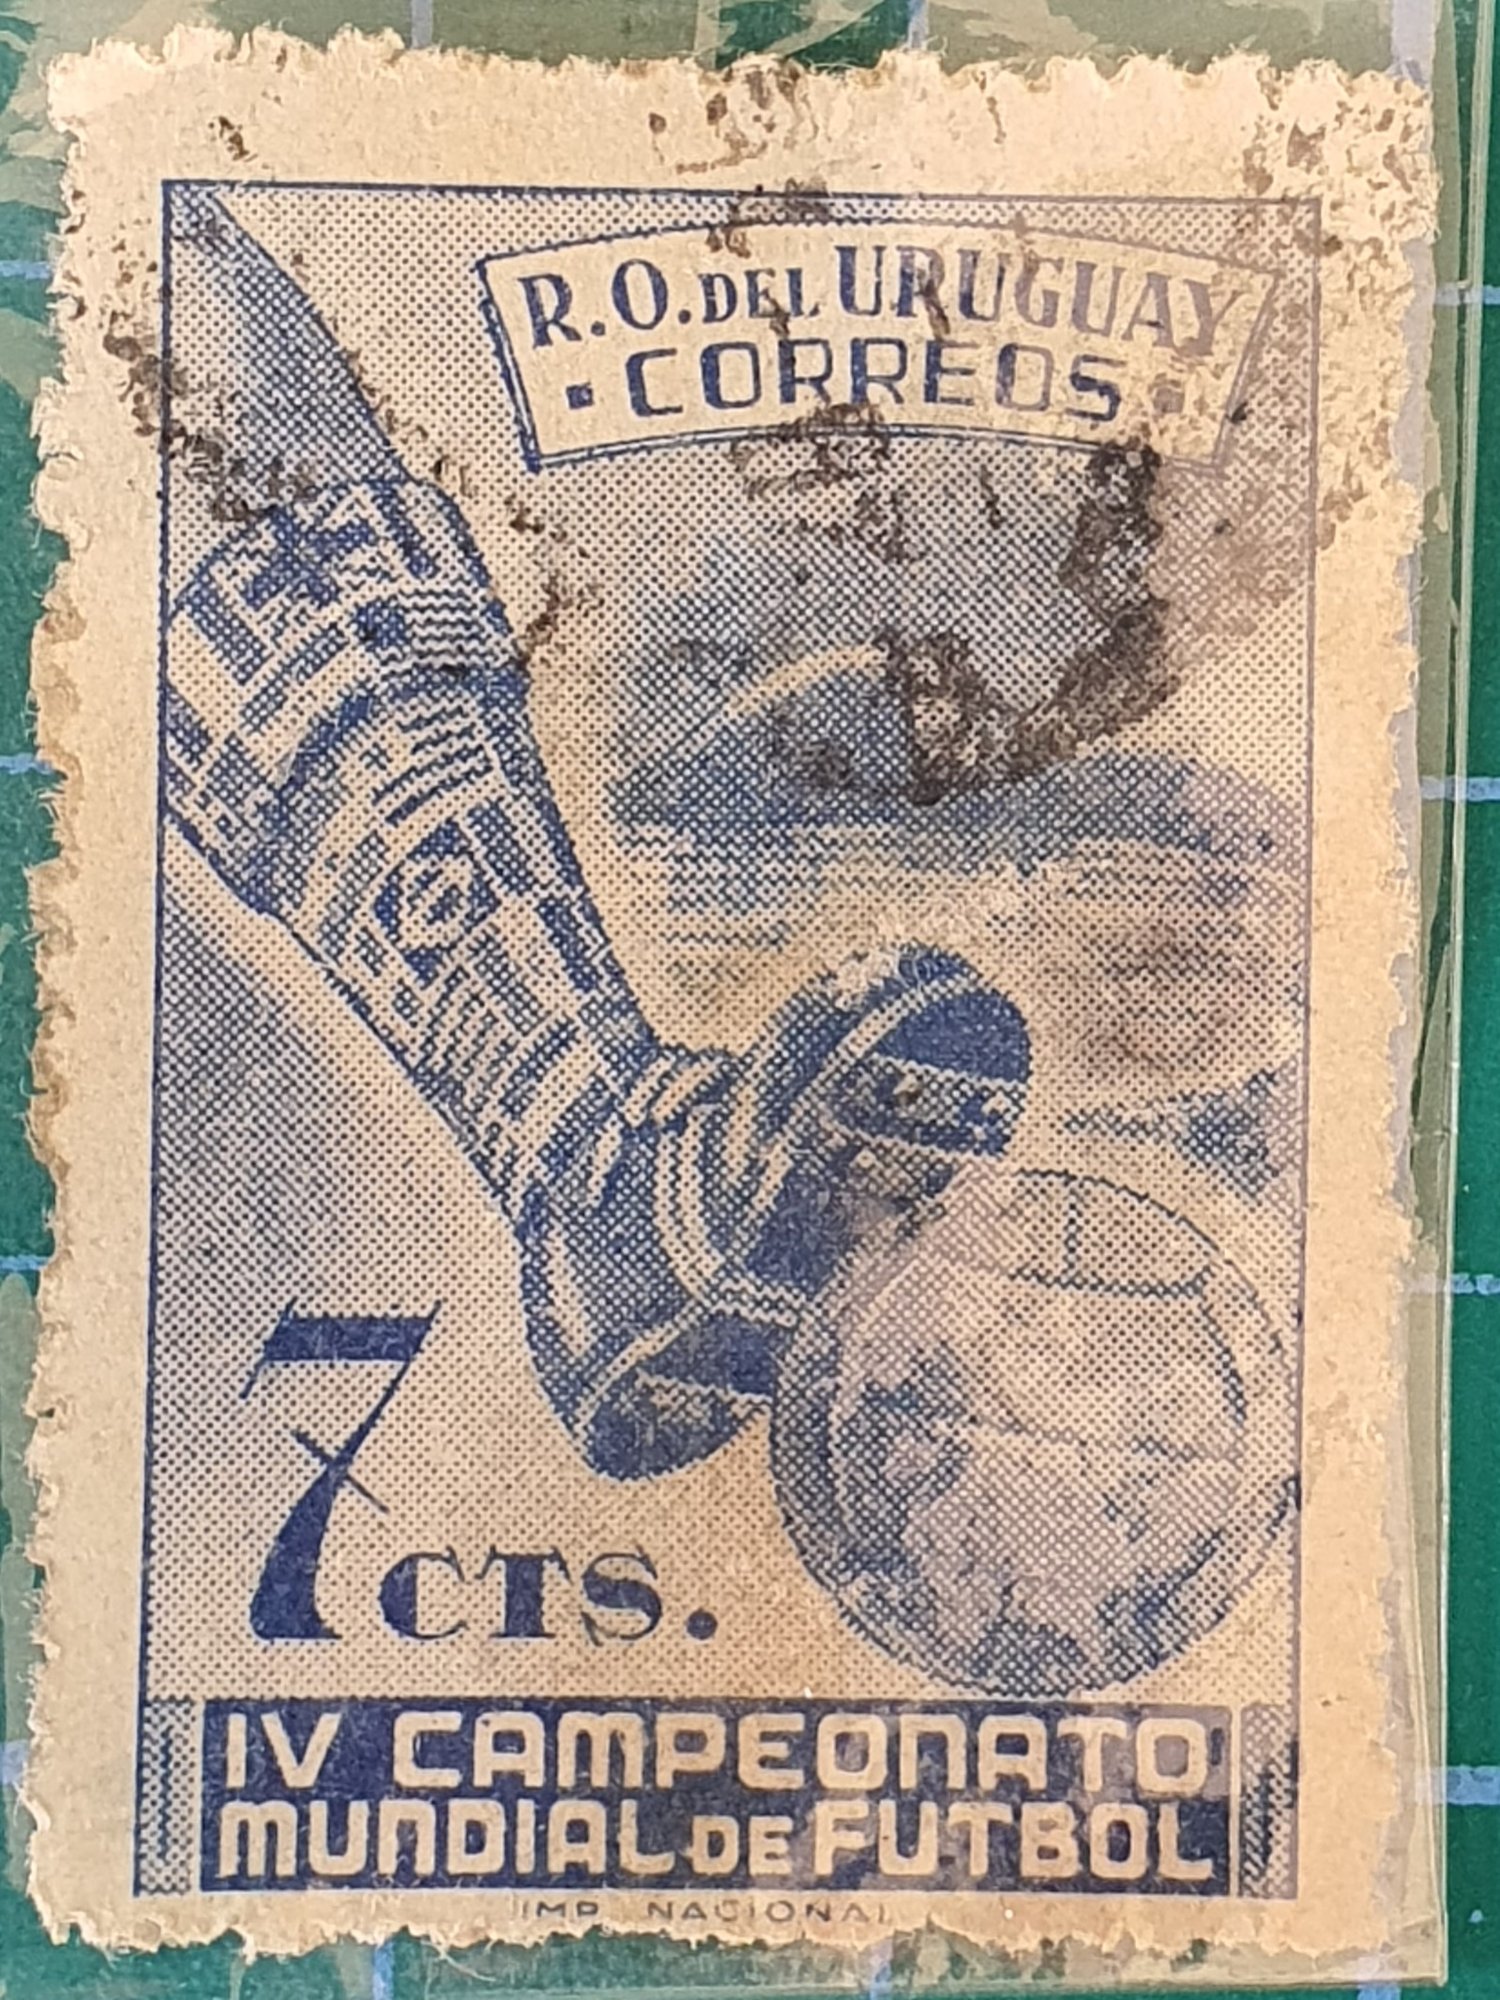 R.O. DEL URUGUAY
· CORREOS ·
7 CTS.
IV CAMPEONATO
MUNDIAL DE FUTBOL
IMP. NACIONAL